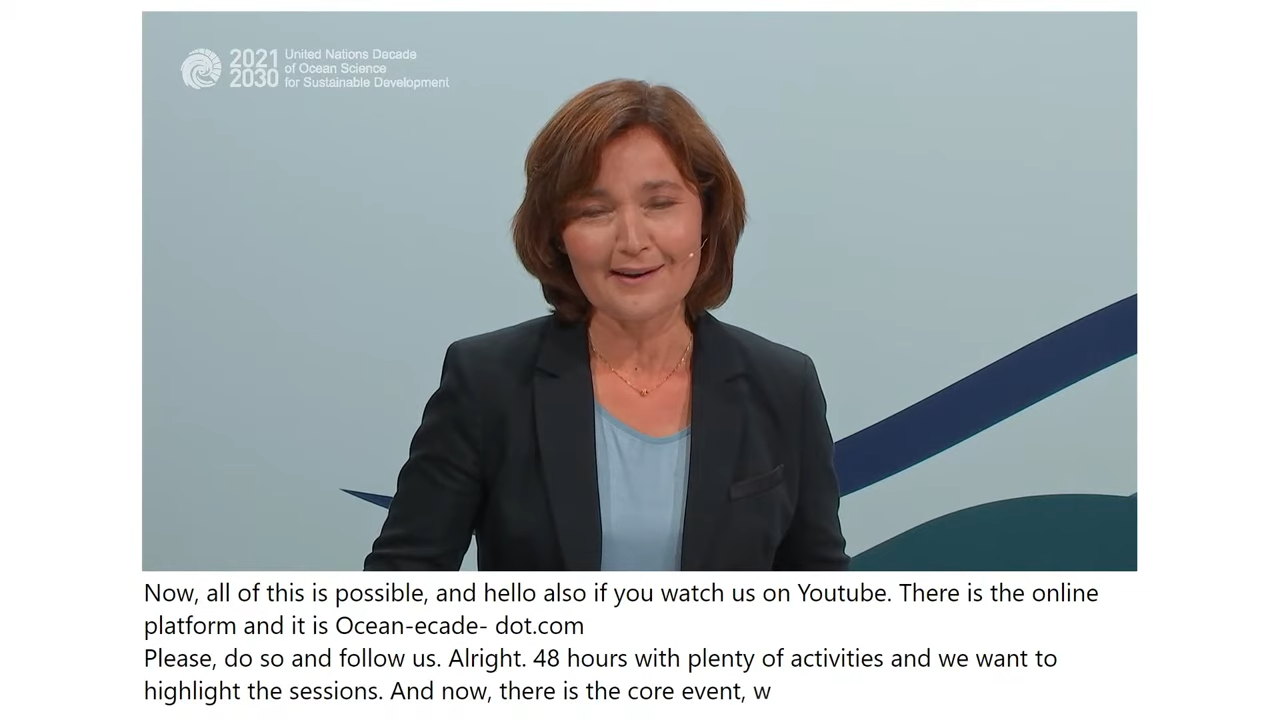 2021
2030
United Nations Decade
of Ocean Science
for Sustainable Development
Now, all of this is possible, and hello also if you watch us on Youtube. There is the online
platform and it is Ocean-ecade- dot.com
Please, do so and follow us. Alright. 48 hours with plenty of activities and we want to
highlight the sessions. And now, there is the core event, w